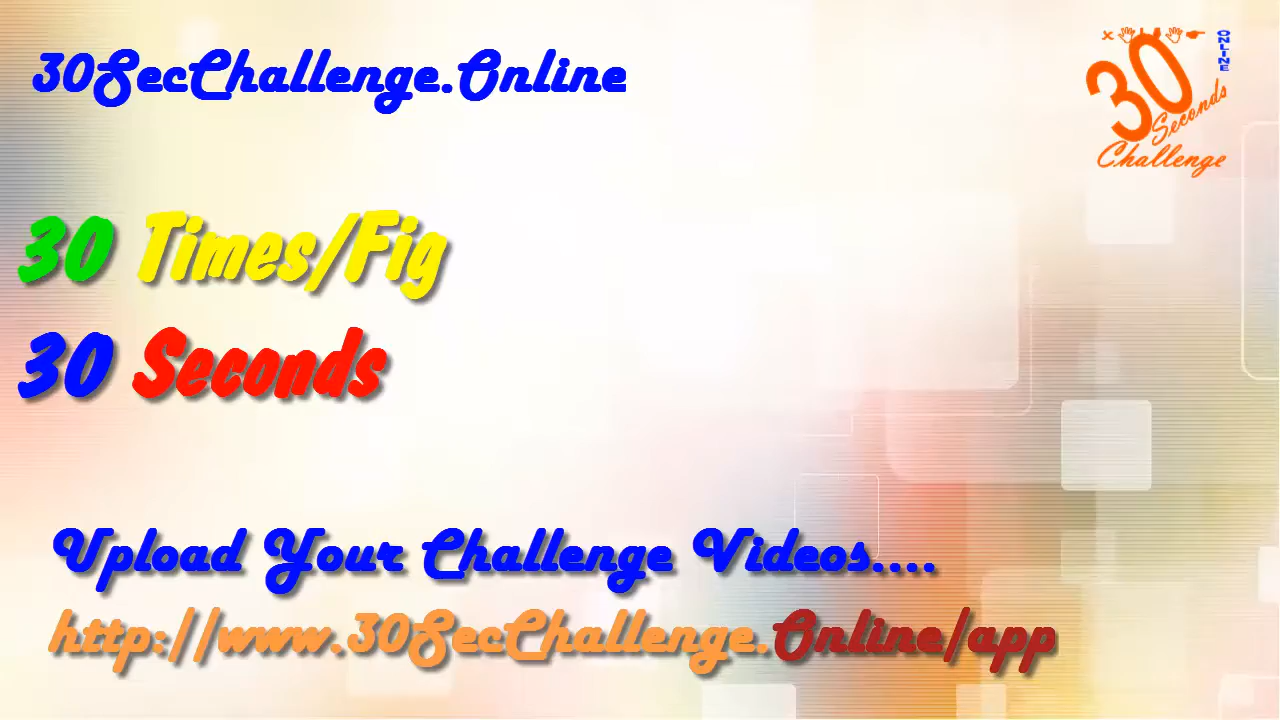 30SecChallenge.Online
30
Seconds
Challenge
ONLINE
30 Times/Fig
30 Seconds
Upload Your Challenge Videos....
http://www.30SecChallenge.Online/app